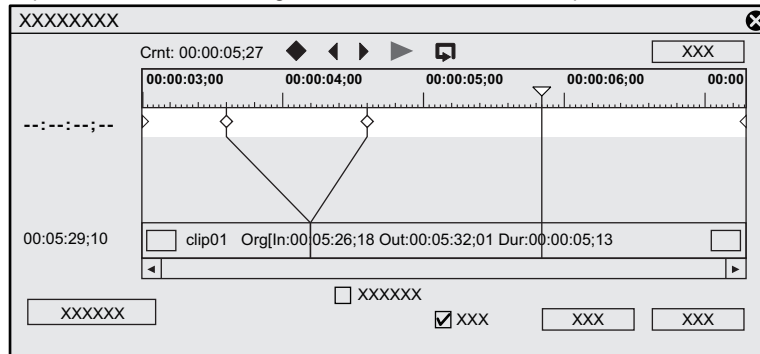 XXXXXXXX
Crnt: 00:00:05;27
XXX
00:00:03;00 00:00:04;00 00:00:05;00 00:00:06;00 00:00
--:--:--;--
00:05:29;10
clip01 Org[In:00:05:26;18 Out:00:05:32;01 Dur:00:00:05;13
XXXXXX
XXXXXX
XXX
XXX
XXX